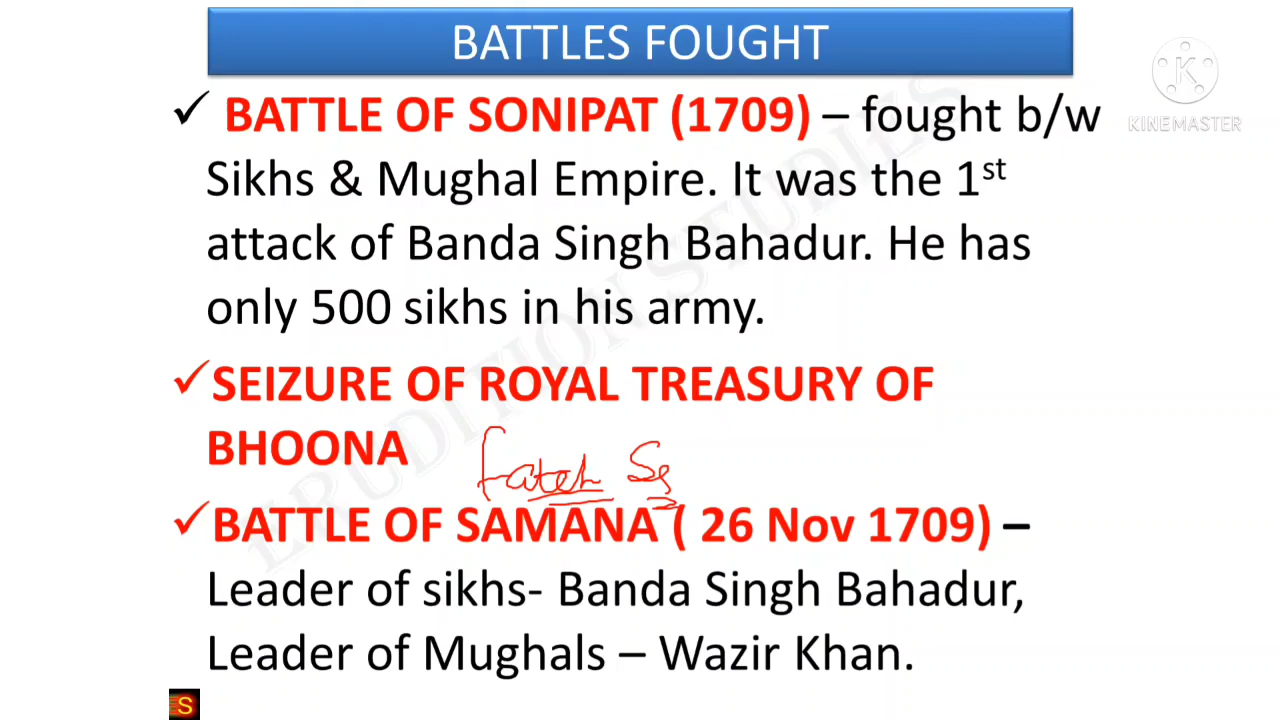 BATTLES FOUGHT
K
KINEMASTER
✓ BATTLE OF SONIPAT (1709) – fought b/w
Sikhs & Mughal Empire. It was the 1st
attack of Banda Singh Bahadur. He has
only 500 sikhs in his army.
✓SEIZURE OF ROYAL TREASURY OF
BHOONA
Fateh
✓BATTLE OF SAMANA ( 26 Nov 1709) –
Leader of sikhs- Banda Singh Bahadur,
Leader of Mughals – Wazir Khan.
ERUDITION STUDIES
S